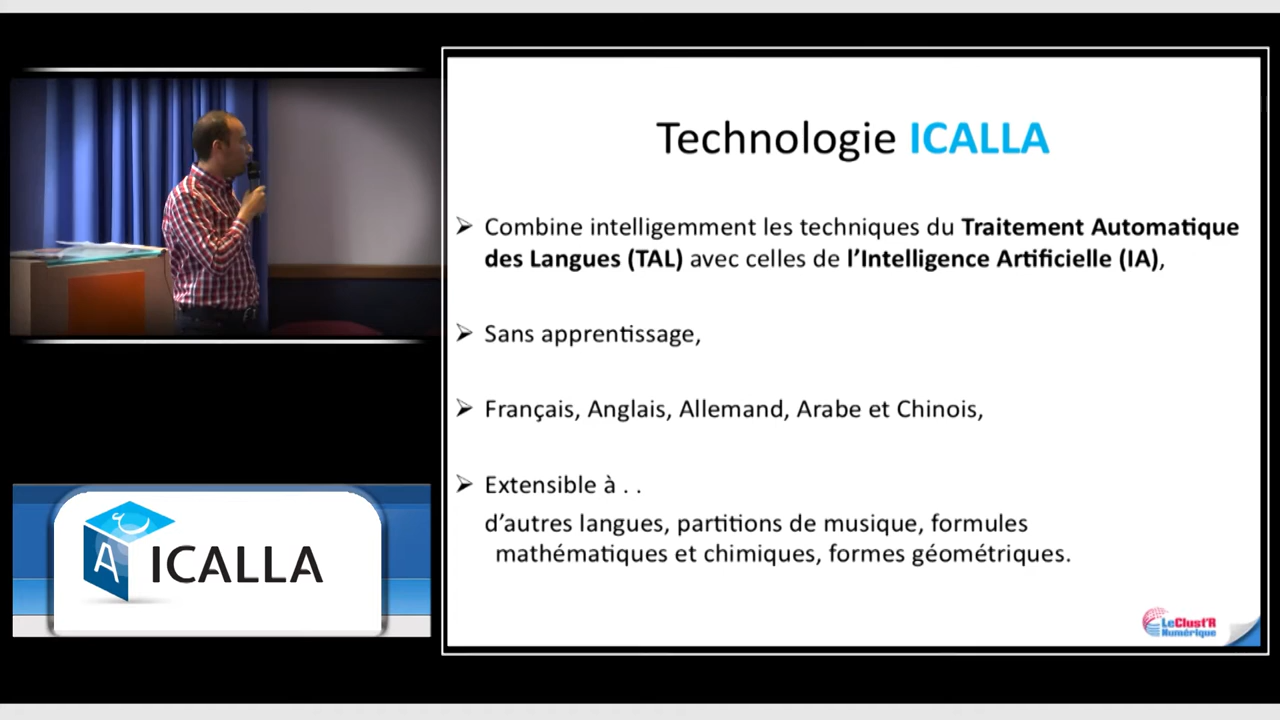 Technologie ICALLA
➢ Combine intelligemment les techniques du Traitement Automatique
des Langues (TAL) avec celles de l’Intelligence Artificielle (IA),
➢ Sans apprentissage,
➢ Français, Anglais, Allemand, Arabe et Chinois,
➢ Extensible à . .
d’autres langues, partitions de musique, formules
mathématiques et chimiques, formes géométriques.
A ICALLA
LeClust'R
Numérique